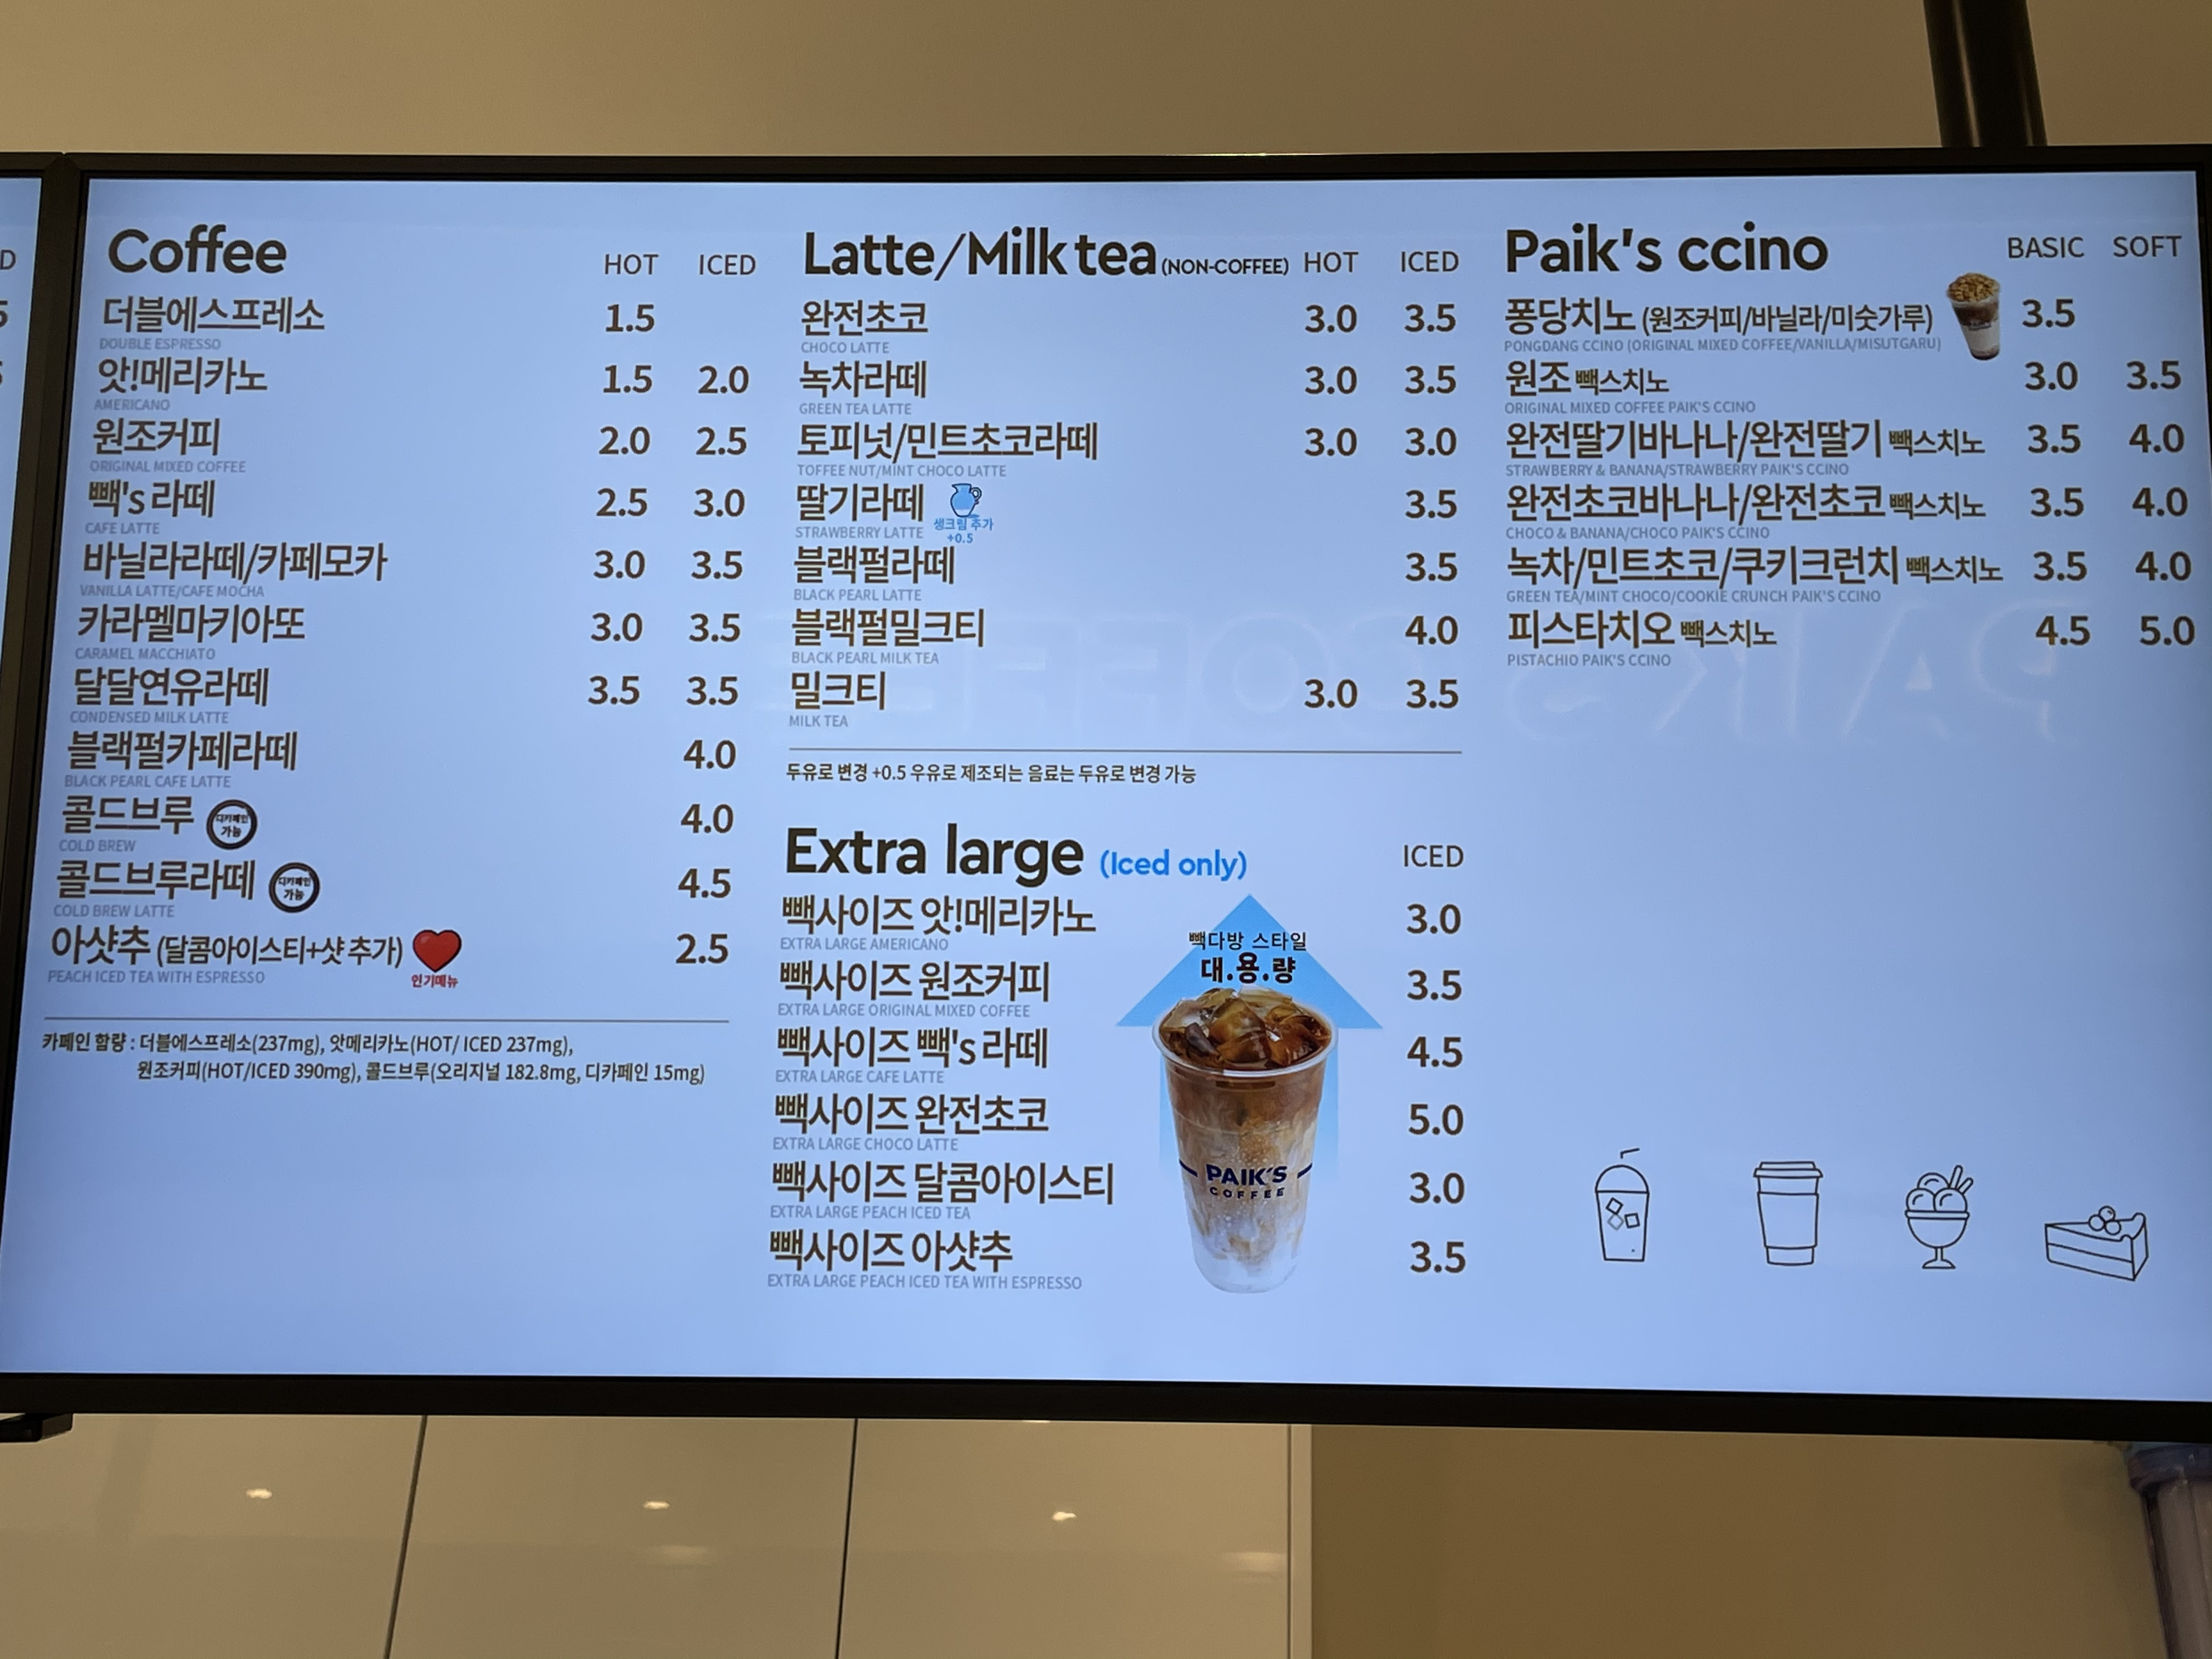 D
5
Coffee HOT ICED
더블에스프레소 1.5
DOUBLE ESPRESSO
앗!메리카노 1.5 2.0
AMERICANO
원조커피 2.0 2.5
ORIGINAL MIXED COFFEE
빽's 라떼 2.5 3.0
CAFE LATTE
바닐라라떼/카페모카 3.0 3.5
VANILLA LATTE/CAFE MOCHA
카라멜마키아또 3.0 3.5
CARAMEL MACCHIATO
달달연유라떼 3.5 3.5
CONDENSED MILK LATTE
블랙펄카페라떼 4.0
BLACK PEARL CAFE LATTE
콜드브루 디카페인 가능 4.0
COLD BREW
콜드브루라떼 디카페인 가능 4.5
COLD BREW LATTE
아샷추 (달콤아이스티+샷 추가) 2.5
PEACH ICED TEA WITH ESPRESSO 인기메뉴
카페인 함량 : 더블에스프레소(237mg), 앗메리카노(HOT/ ICED 237mg),
원조커피(HOT/ICED 390mg), 콜드브루(오리지널 182.8mg, 디카페인 15mg)
Latte/Milk tea (NON-COFFEE) HOT ICED
완전초코 3.0 3.5
CHOCO LATTE
녹차라떼 3.0 3.5
GREEN TEA LATTE
토피넛/민트초코라떼 3.0 3.0
TOFFEE NUT/MINT CHOCO LATTE
딸기라떼 3.5
STRAWBERRY LATTE 생크림 추가
+0.5
블랙펄라떼 3.5
BLACK PEARL LATTE
블랙펄밀크티 4.0
BLACK PEARL MILK TEA
밀크티 3.0 3.5
MILK TEA
두유로 변경 +0.5 우유로 제조되는 음료는 두유로 변경 가능
Extra large (Iced only) ICED
빽사이즈 앗!메리카노 3.0
EXTRA LARGE AMERICANO
빽사이즈 원조커피 3.5
EXTRA LARGE ORIGINAL MIXED COFFEE
빽사이즈 빽's 라떼 4.5
EXTRA LARGE CAFE LATTE
빽사이즈 완전초코 5.0
EXTRA LARGE CHOCO LATTE
빽사이즈 달콤아이스티 3.0
EXTRA LARGE PEACH ICED TEA
빽사이즈 아샷추 3.5
EXTRA LARGE PEACH ICED TEA WITH ESPRESSO
빽다방 스타일
대.용.량
PAIK'S
COFFEE
Paik's ccino BASIC SOFT
퐁당치노 (원조커피/바닐라/미숫가루) 3.5
PONGDANG CCINO (ORIGINAL MIXED COFFEE/VANILLA/MISUTGARU)
원조 빽스치노 3.0 3.5
ORIGINAL MIXED COFFEE PAIK'S CCINO
완전딸기바나나/완전딸기 빽스치노 3.5 4.0
STRAWBERRY & BANANA/STRAWBERRY PAIK'S CCINO
완전초코바나나/완전초코 빽스치노 3.5 4.0
CHOCO & BANANA/CHOCO PAIK'S CCINO
녹차/민트초코/쿠키크런치 빽스치노 3.5 4.0
GREEN TEA/MINT CHOCO/COOKIE CRUNCH PAIK'S CCINO
피스타치오 빽스치노 4.5 5.0
PISTACHIO PAIK'S CCINO
PAIK'S COFFEE